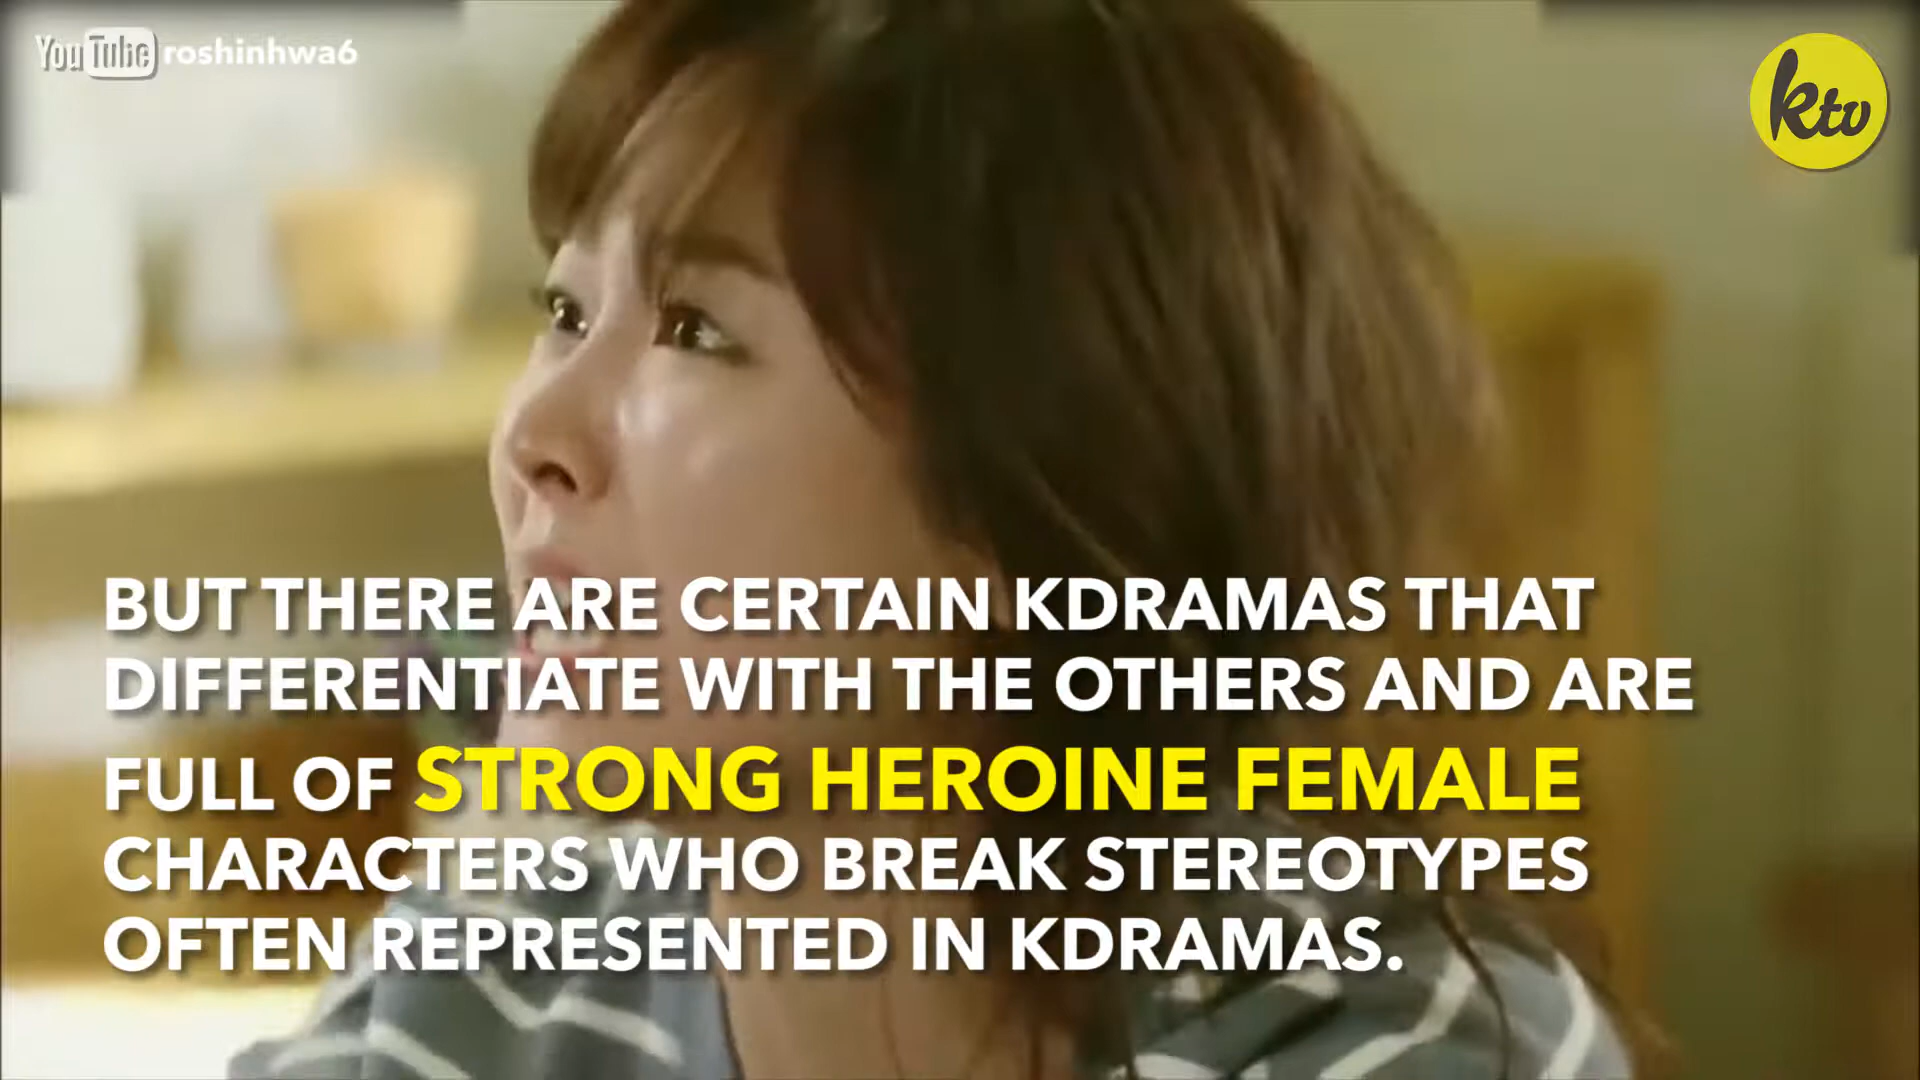 YouTube roshinhwa6
ktv
BUT THERE ARE CERTAIN KDRAMAS THAT
DIFFERENTIATE WITH THE OTHERS AND ARE
FULL OF STRONG HEROINE FEMALE
CHARACTERS WHO BREAK STEREOTYPES
OFTEN REPRESENTED IN KDRAMAS.